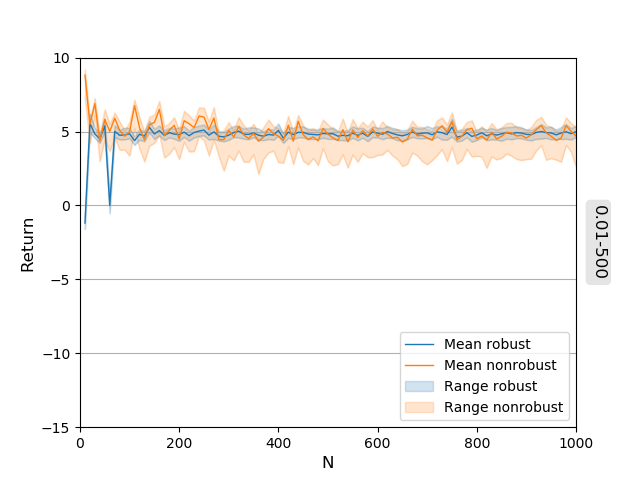 10
5
0
−5
−10
−15
Return
0
200
400
600
800
1000
N
0.01-500
Mean robust
Mean nonrobust
Range robust
Range nonrobust